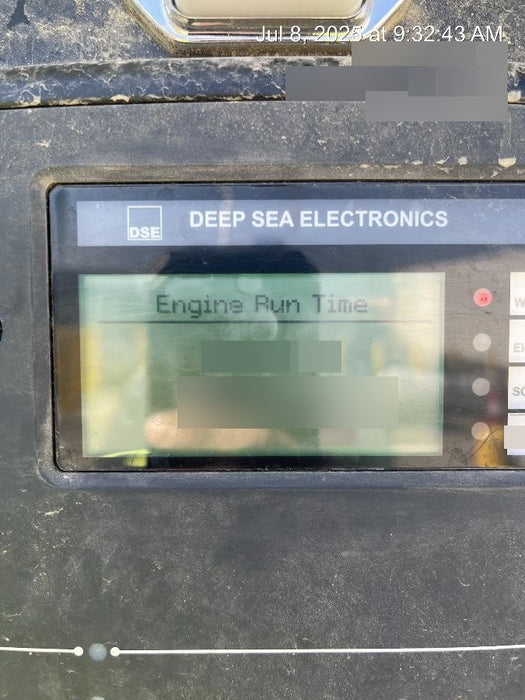 Jul 8, 2025 at 9:32:43 AM
DSE
DEEP SEA ELECTRONICS
Engine Run Time